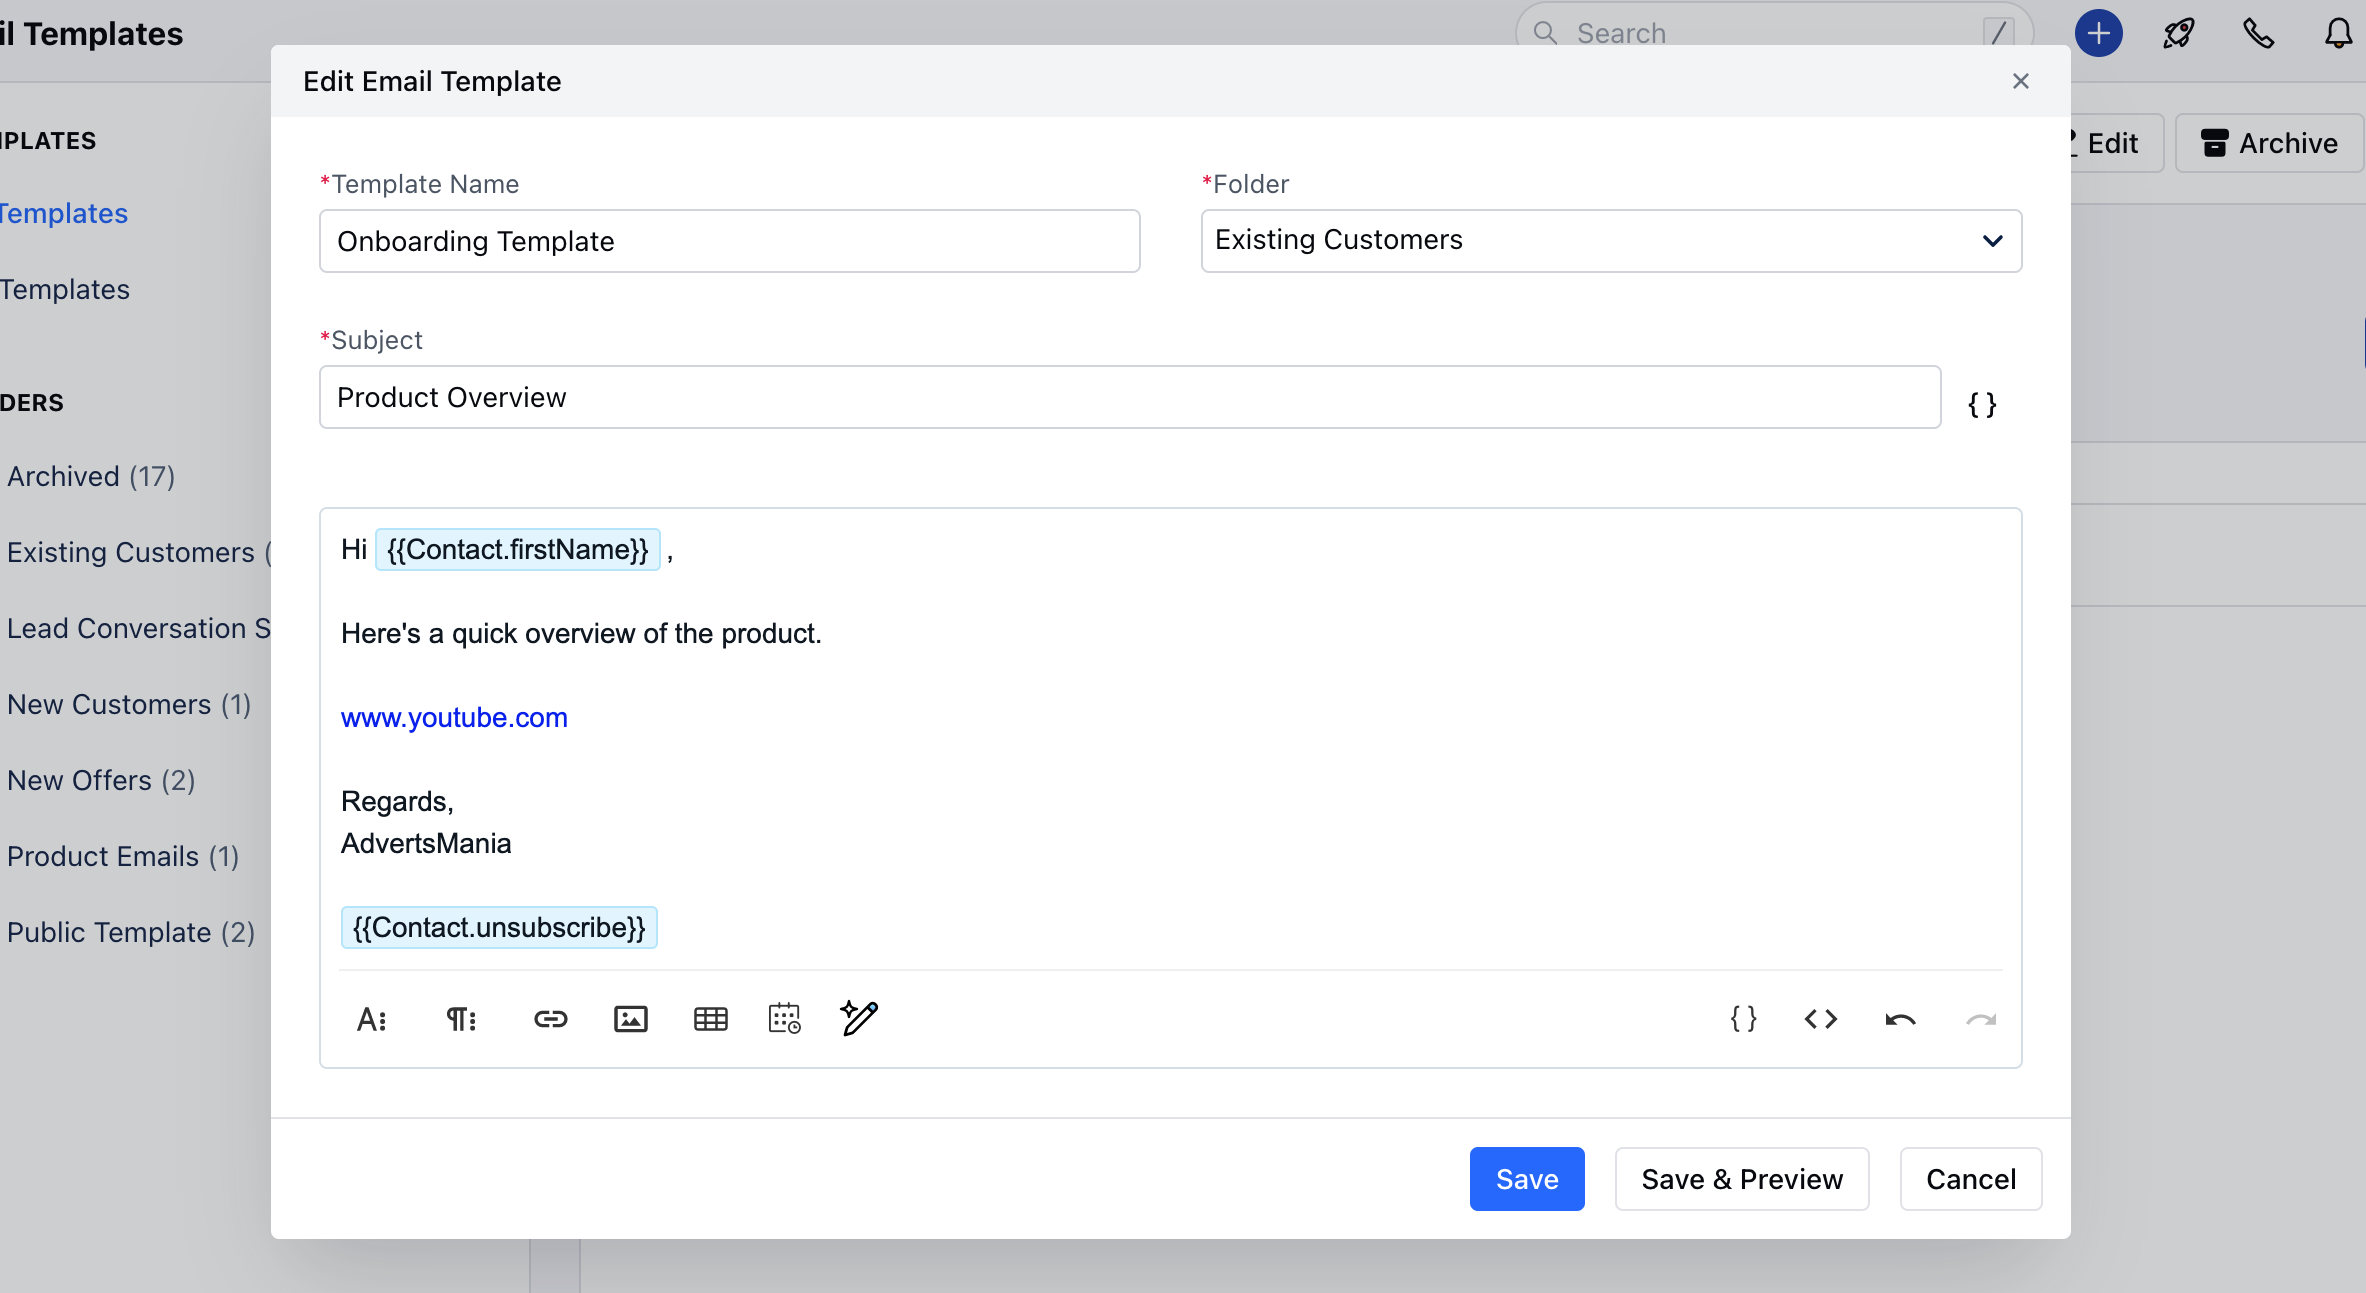 il Templates
Search
/
Edit Email Template
MPLATES
Edit
Archive
*Template Name
*Folder
Templates
Onboarding Template
Existing Customers
Templates
*Subject
Product Overview
{ }
DERS
Archived (17)
Existing Customers (
Lead Conversation S
New Customers (1)
New Offers (2)
Product Emails (1)
Public Template (2)
Hi {{Contact.firstName}} ,
Here's a quick overview of the product.
www.youtube.com
Regards,
AdvertsMania
{{Contact.unsubscribe}}
Save
Save & Preview
Cancel